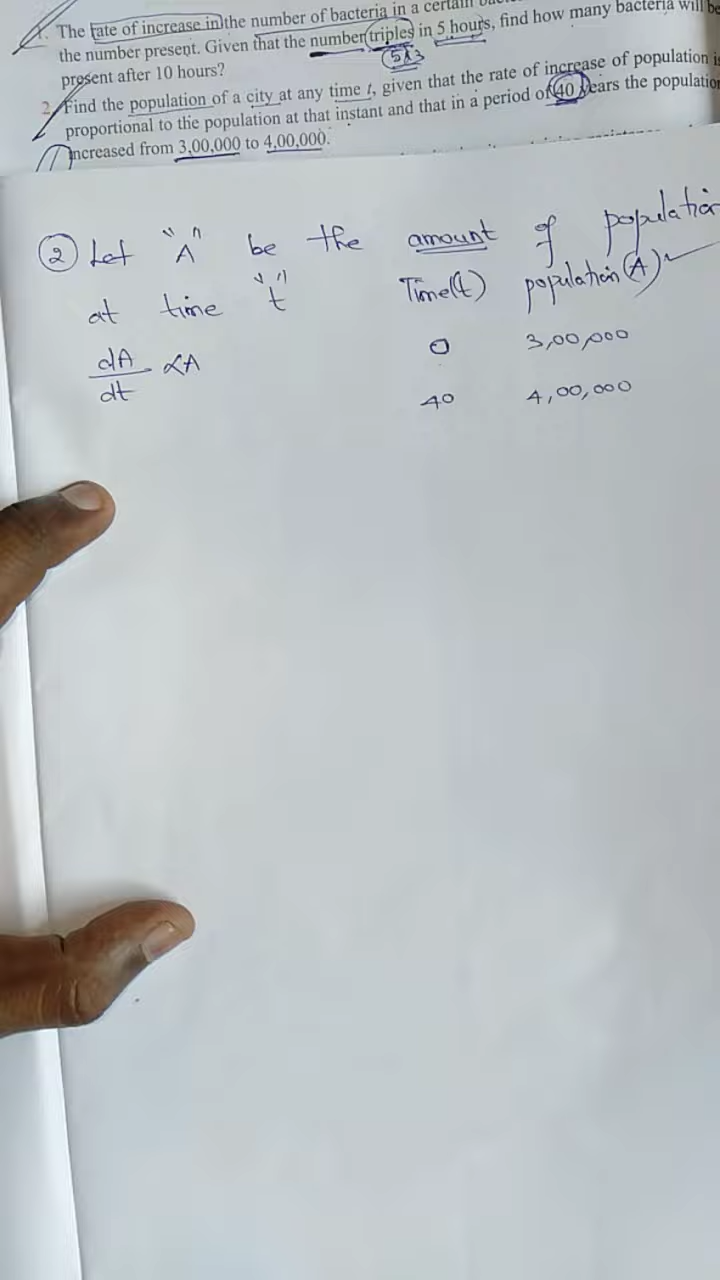 1. The rate of increase in the number of bacteria in a certain
the number present. Given that the number triples in 5 hours, find how many bacteria will be
present after 10 hours?
5x3
2. Find the population of a city at any time t, given that the rate of increase of population
proportional to the population at that instant and that in a period of 40 years the population
increased from 3,00,000 to 4,00,000.
② Let "A" be the amount of population
at time "t"
Time(t) population(A)
dA/dt ∝A
0 3,00,000
40 4,00,000